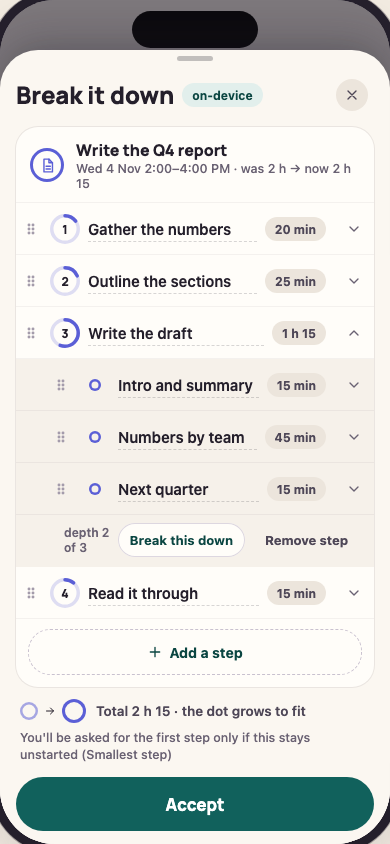 Break it down
on-device
Write the Q4 report
Wed 4 Nov 2:00–4:00 PM · was 2 h → now 2 h
15
1 Gather the numbers 20 min
2 Outline the sections 25 min
3 Write the draft 1 h 15
Intro and summary 15 min
Numbers by team 45 min
Next quarter 15 min
depth 2
of 3
Break this down
Remove step
4 Read it through 15 min
+ Add a step
→ Total 2 h 15 · the dot grows to fit
You'll be asked for the first step only if this stays
unstarted (Smallest step)
Accept